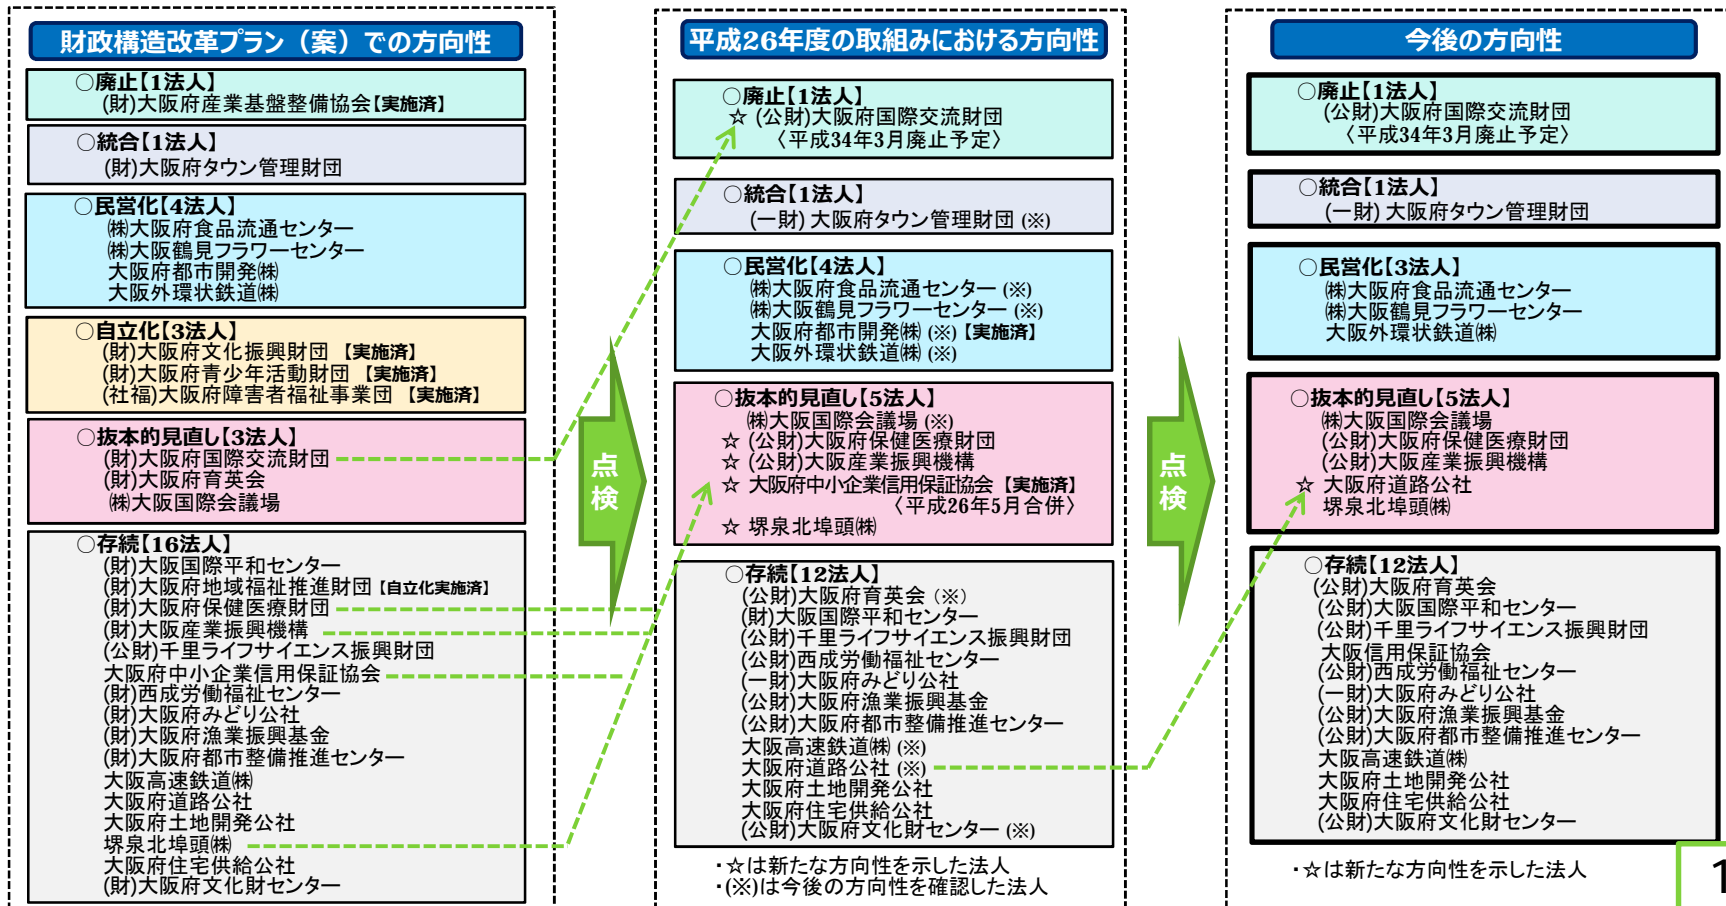 財政構造改革プラン（案）での方向性
○廃止【1法人】
(財)大阪府産業基盤整備協会【実施済】
○統合【1法人】
(財)大阪府タウン管理財団
○民営化【4法人】
㈱大阪府食品流通センター
㈱大阪鶴見フラワーセンター
大阪府都市開発㈱
大阪外環状鉄道㈱
○自立化【3法人】
(財)大阪府文化振興財団 【実施済】
(財)大阪府青少年活動財団 【実施済】
(社福)大阪府障害者福祉事業団 【実施済】
○抜本的見直し【3法人】
(財)大阪府国際交流財団
(財)大阪府育英会
㈱大阪国際会議場
○存続【16法人】
(財)大阪国際平和センター
(財)大阪府地域福祉推進財団【自立化実施済】
(財)大阪府保健医療財団
(財)大阪産業振興機構
(公財)千里ライフサイエンス振興財団
大阪府中小企業信用保証協会
(財)西成労働福祉センター
(財)大阪府みどり公社
(財)大阪府漁業振興基金
(財)大阪府都市整備推進センター
大阪高速鉄道㈱
大阪府道路公社
大阪府土地開発公社
堺泉北埠頭㈱
大阪府住宅供給公社
(財)大阪府文化財センター
点
検
平成26年度の取組みにおける方向性
○廃止【1法人】
☆ (公財)大阪府国際交流財団
〈平成34年3月廃止予定〉
○統合【1法人】
(一財) 大阪府タウン管理財団 (※)
○民営化【4法人】
㈱大阪府食品流通センター (※)
㈱大阪鶴見フラワーセンター (※)
大阪府都市開発㈱ (※) 【実施済】
大阪外環状鉄道㈱ (※)
○抜本的見直し【5法人】
㈱大阪国際会議場 (※)
☆ (公財)大阪府保健医療財団
☆ (公財)大阪産業振興機構
☆ 大阪府中小企業信用保証協会 【実施済】
〈平成26年5月合併〉
☆ 堺泉北埠頭㈱
○存続【12法人】
(公財)大阪府育英会（※）
(財)大阪国際平和センター
(公財)千里ライフサイエンス振興財団
(公財)西成労働福祉センター
(一財)大阪府みどり公社
(公財)大阪府漁業振興基金
(公財)大阪府都市整備推進センター
大阪高速鉄道㈱ (※)
大阪府道路公社 (※)
大阪府土地開発公社
大阪府住宅供給公社
(公財)大阪府文化財センター (※)
・☆は新たな方向性を示した法人
・(※)は今後の方向性を確認した法人
点
検
今後の方向性
○廃止【1法人】
(公財)大阪府国際交流財団
〈平成34年3月廃止予定〉
○統合【1法人】
(一財) 大阪府タウン管理財団
○民営化【3法人】
㈱大阪府食品流通センター
㈱大阪鶴見フラワーセンター
大阪外環状鉄道㈱
○抜本的見直し【5法人】
㈱大阪国際会議場
(公財)大阪府保健医療財団
(公財)大阪産業振興機構
☆ 大阪府道路公社
堺泉北埠頭㈱
○存続【12法人】
(公財)大阪府育英会
(公財)大阪国際平和センター
(公財)千里ライフサイエンス振興財団
大阪信用保証協会
(公財)西成労働福祉センター
(一財)大阪府みどり公社
(公財)大阪府漁業振興基金
(公財)大阪府都市整備推進センター
大阪高速鉄道㈱
大阪府土地開発公社
大阪府住宅供給公社
(公財)大阪府文化財センター
・☆は新たな方向性を示した法人
1